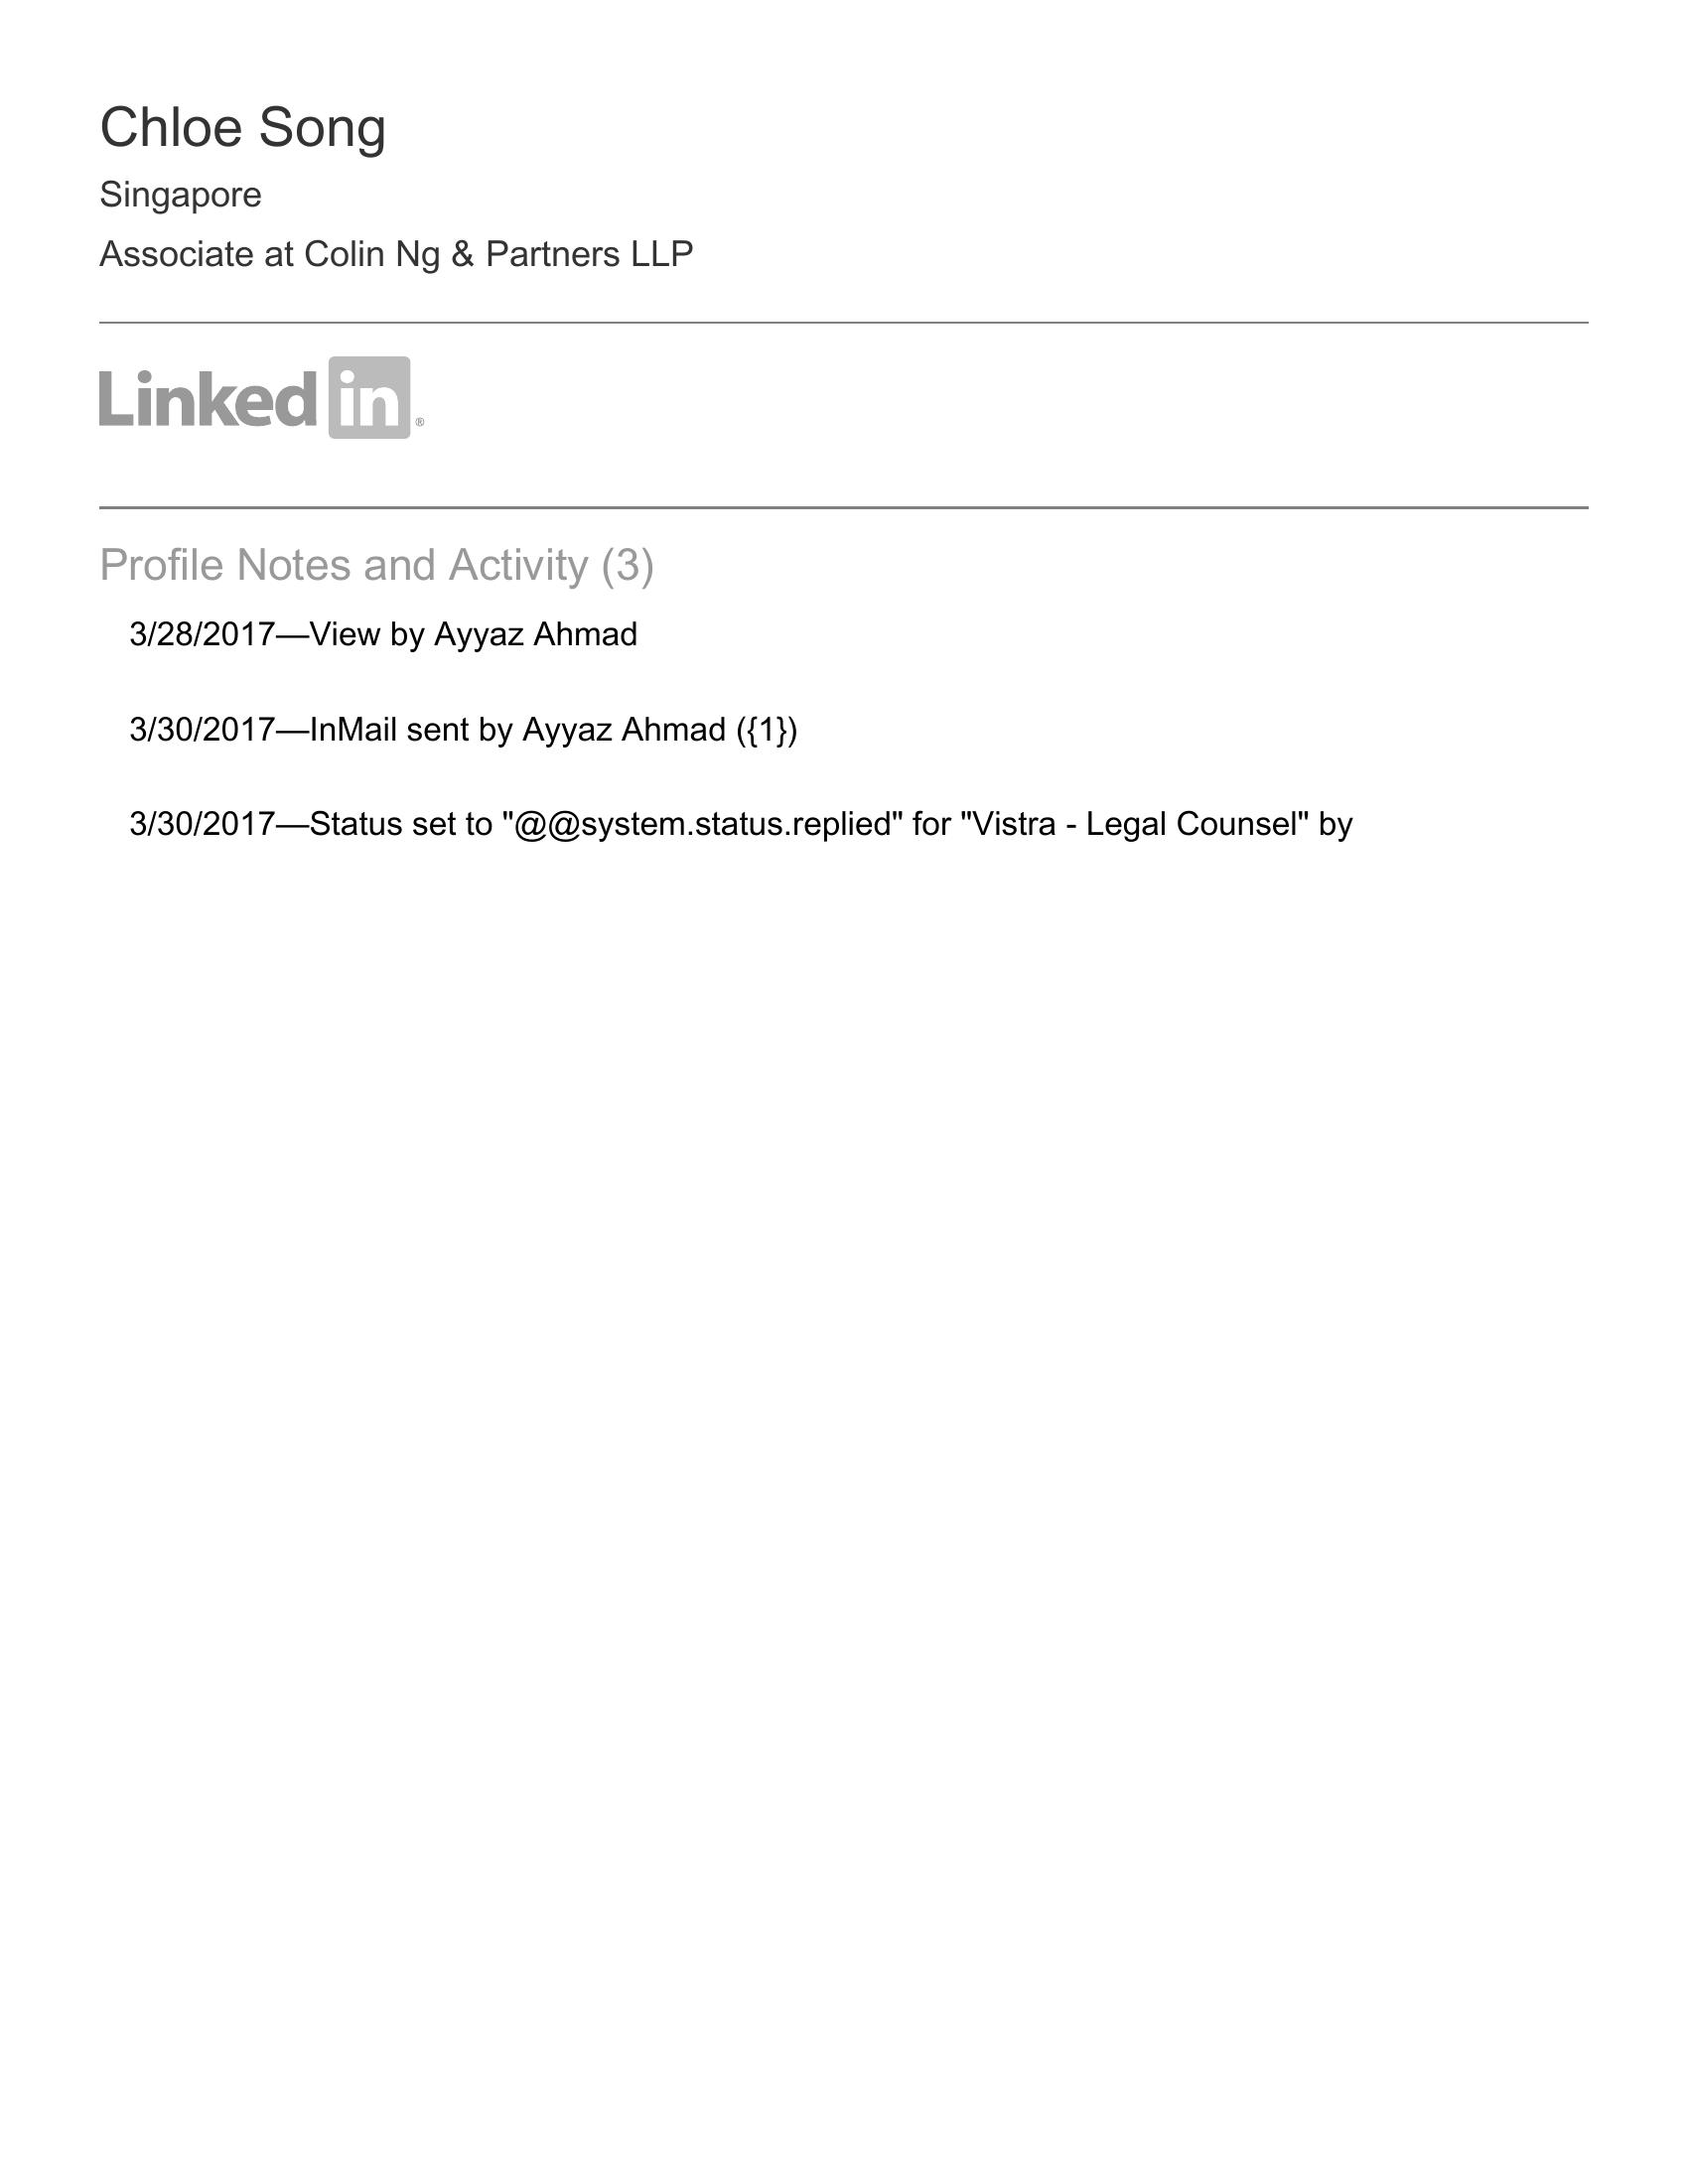 Chloe Song
Singapore
Associate at Colin Ng & Partners LLP
Linked in ®
Profile Notes and Activity (3)
3/28/2017—View by Ayyaz Ahmad
3/30/2017—InMail sent by Ayyaz Ahmad ({1})
3/30/2017—Status set to "@@system.status.replied" for "Vistra - Legal Counsel" by